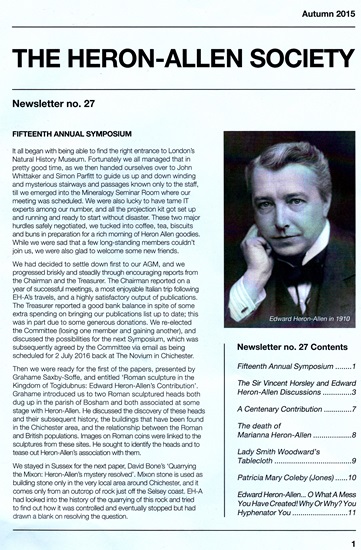 Autumn 2015
THE HERON-ALLEN SOCIETY
Newsletter no. 27
FIFTEENTH ANNUAL SYMPOSIUM
It all began with being able to find the right entrance to London's
Natural History Museum. Fortunately we all managed that in
pretty good time, as we then handed ourselves over to John
Whittaker and Simon Parfitt to guide us up and down winding
and mysterious stairways and passages known only to the staff,
till we emerged into the Mineralogy Seminar Room where our
meeting was scheduled. We were also lucky to have tame IT
experts among our number, and all the projection kit got set up
and running and ready to start without disaster. These two major
hurdles safely negotiated, we tucked into coffee, tea, biscuits
and buns in preparation for a rich morning of Heron Allen goodies.
While we were sad that a few long-standing members couldn't
join us, we were also glad to welcome some new friends.
We had decided to settle down first to our AGM, and we
progressed briskly and steadily through encouraging reports from
the Chairman and the Treasurer. The Chairman reported on a
year of successful meetings, a most enjoyable Italian trip following
EH-A's travels, and a highly satisfactory output of publications.
The Treasurer reported a good bank balance in spite of some
extra spending on bringing our publications list up to date; this
was in part due to some generous donations. We re-elected
the Committee (losing one member and gaining another), and
discussed the possibilities for the next Symposium, which was
subsequently agreed by the Committee via email as being
scheduled for 2 July 2016 back at The Novium in Chichester.
Then we were ready for the first of the papers, presented by
Grahame Saxby-Soffe, and entitled 'Roman sculpture in the
Kingdom of Togidubnus: Edward Heron-Allen's Contribution'.
Grahame introduced us to two Roman sculptured heads both
dug up in the parish of Bosham and both associated at some
stage with Heron-Allen. He discussed the discovery of these heads
and their subsequent history, the buildings that have been found
in the Chichester area, and the relationship between the Roman
and British populations. Images on Roman coins were linked to the
sculptures from these sites. He sought to identify the heads and to
tease out Heron-Allen's association with them.
We stayed in Sussex for the next paper, David Bone's 'Quarrying
the Mixon: Heron-Allen's mystery resolved'. Mixon stone is used as
building stone only in the very local area around Chichester, and it
comes only from an outcrop of rock just off the Selsey coast. EH-A
had looked into the history of the quarrying of this rock and tried
to find out how it was controlled and eventually stopped but had
drawn a blank on resolving the question.
Edward Heron-Allen in 1910
Newsletter no. 27 Contents
Fifteenth Annual Symposium ........1
The Sir Vincent Horsley and Edward
Heron-Allen Discussions ..............3
A Centenary Contribution ............7
The death of
Marianna Heron-Allen ..................8
Lady Smith Woodward's
Tablecloth ....................................9
Patricia Mary Coleby (Jones) ......10
Edward Heron-Allen... O What A Mess
You Have Created! Why Or Why? You
Hyphenator You .........................11
1